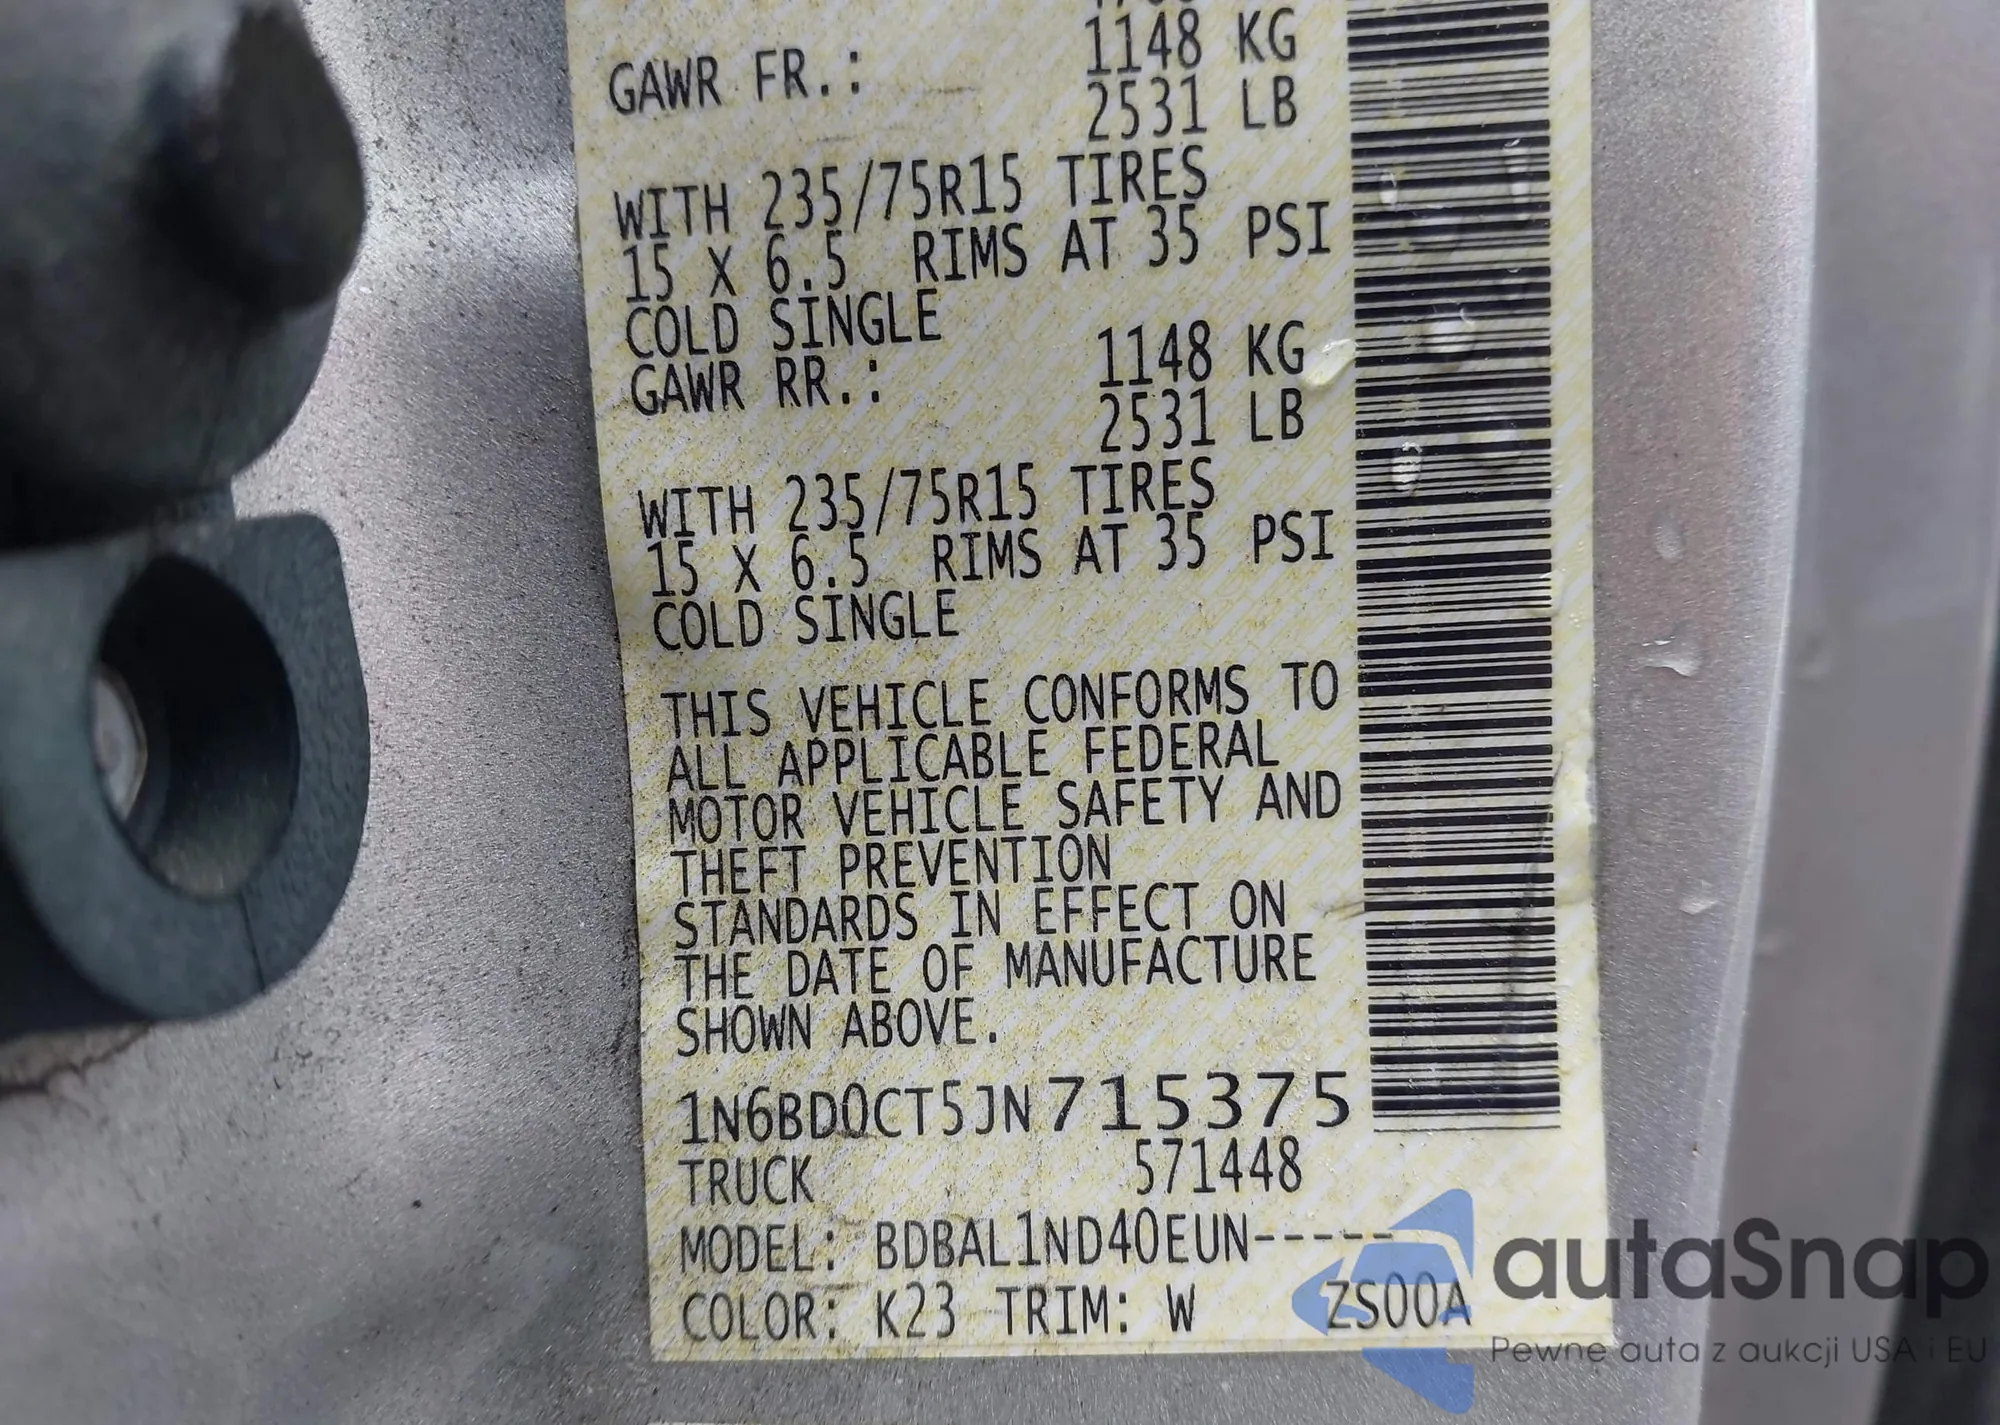 1148 KG
GAWR FR.:
2531 LB
WITH 235/75R15 TIRES
15 X 6.5 RIMS AT 35 PSI
COLD SINGLE
1148 KG
GAWR RR.:
2531 LB
WITH 235/75R15 TIRES
15 X 6.5 RIMS AT 35 PSI
COLD SINGLE
THIS VEHICLE CONFORMS TO
ALL APPLICABLE FEDERAL
MOTOR VEHICLE SAFETY AND
THEFT PREVENTION
STANDARDS IN EFFECT ON
THE DATE OF MANUFACTURE
SHOWN ABOVE.
1N6BD0CT5JN715375
TRUCK 571448
MODEL: BDBAL1ND40EUN-----
COLOR: K23 TRIM: W ZS00A
autaSnap
Pewne auta z aukcji USA i EU